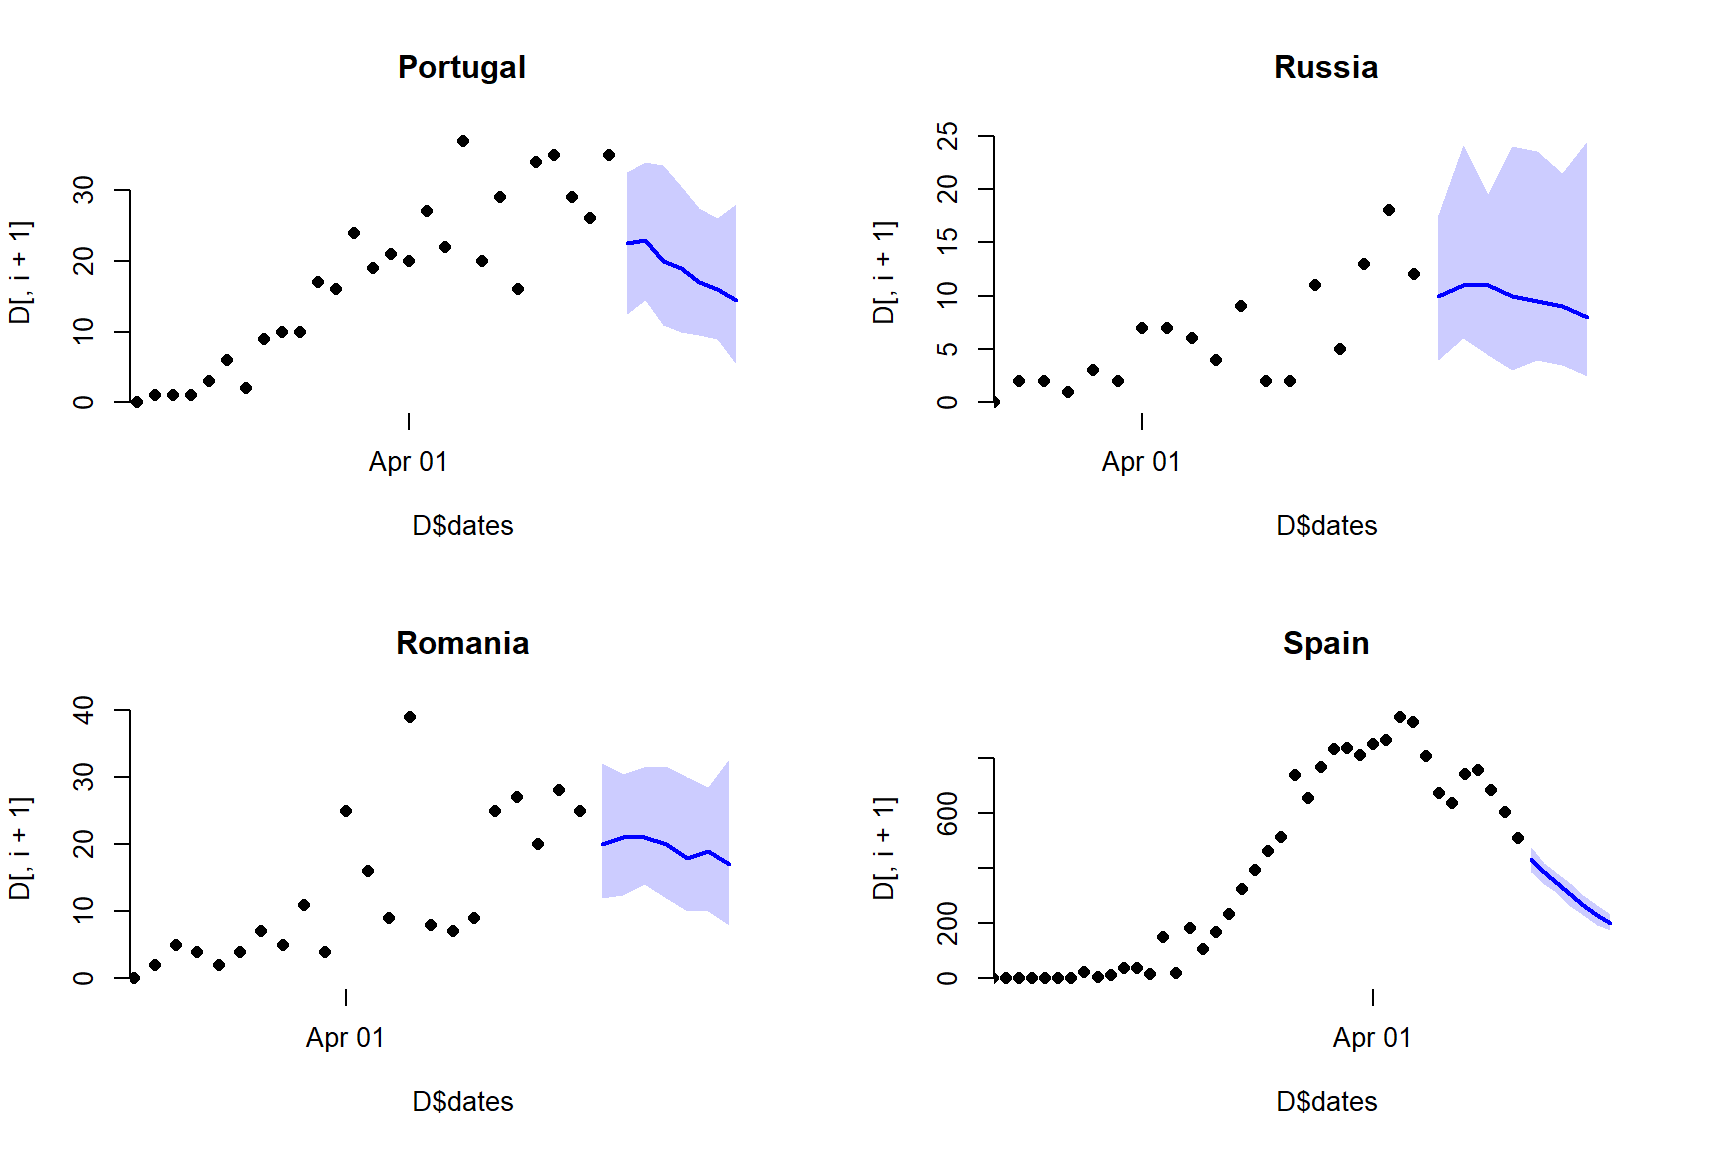 Portugal
D[, i + 1]
0
10
20
30
Apr 01
D$dates
Russia
D[, i + 1]
0
5
10
15
20
25
Apr 01
D$dates
Romania
D[, i + 1]
0
10
20
30
40
Apr 01
D$dates
Spain
D[, i + 1]
0
200
600
Apr 01
D$dates